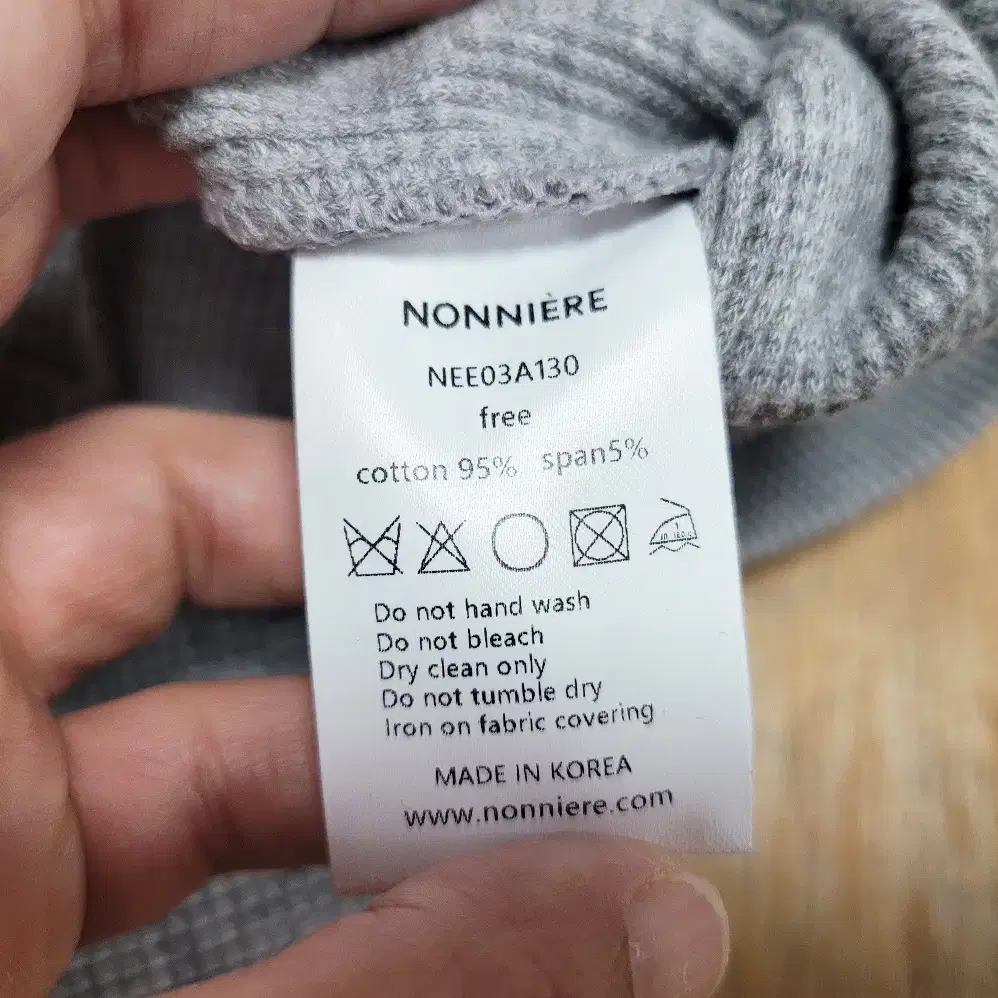 NONNIÈRE
NEE03A130
free
cotton 95% span5%
Do not hand wash
Do not bleach
Dry clean only
Do not tumble dry
Iron on fabric covering
MADE IN KOREA
www.nonniere.com